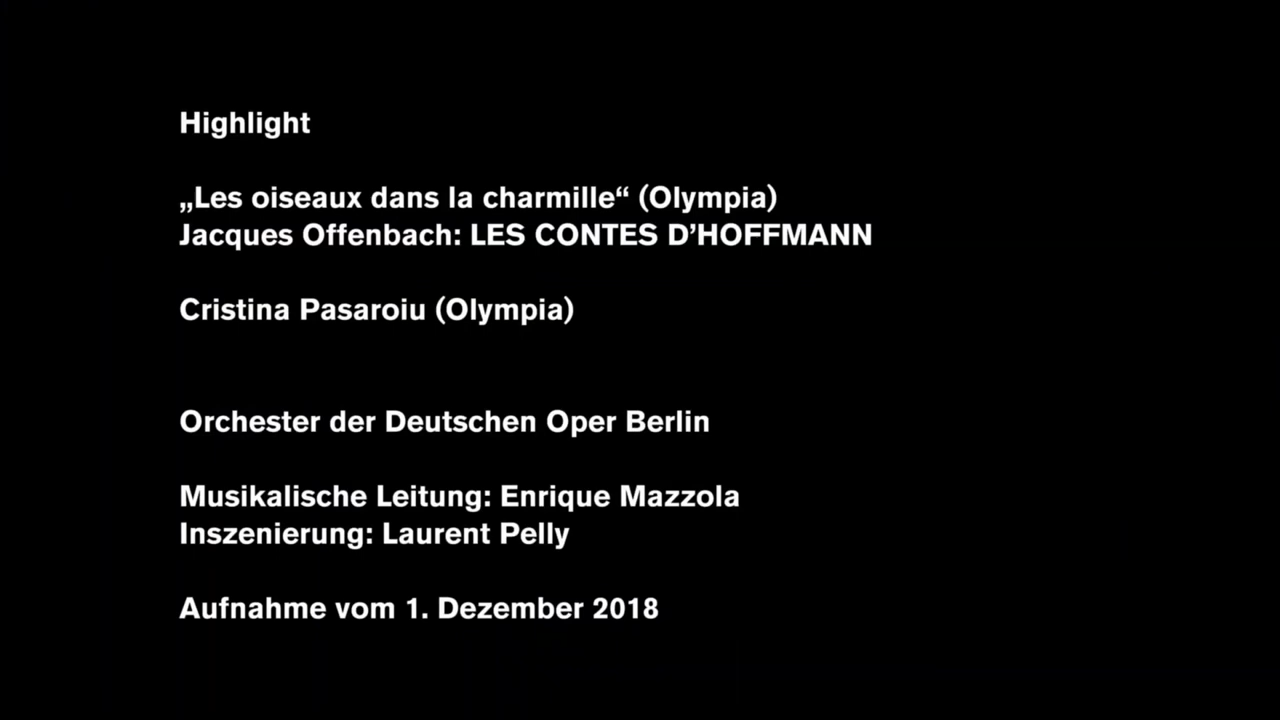 Highlight
„Les oiseaux dans la charmille“ (Olympia)
Jacques Offenbach: LES CONTES D’HOFFMANN
Cristina Pasaroiu (Olympia)
Orchester der Deutschen Oper Berlin
Musikalische Leitung: Enrique Mazzola
Inszenierung: Laurent Pelly
Aufnahme vom 1. Dezember 2018